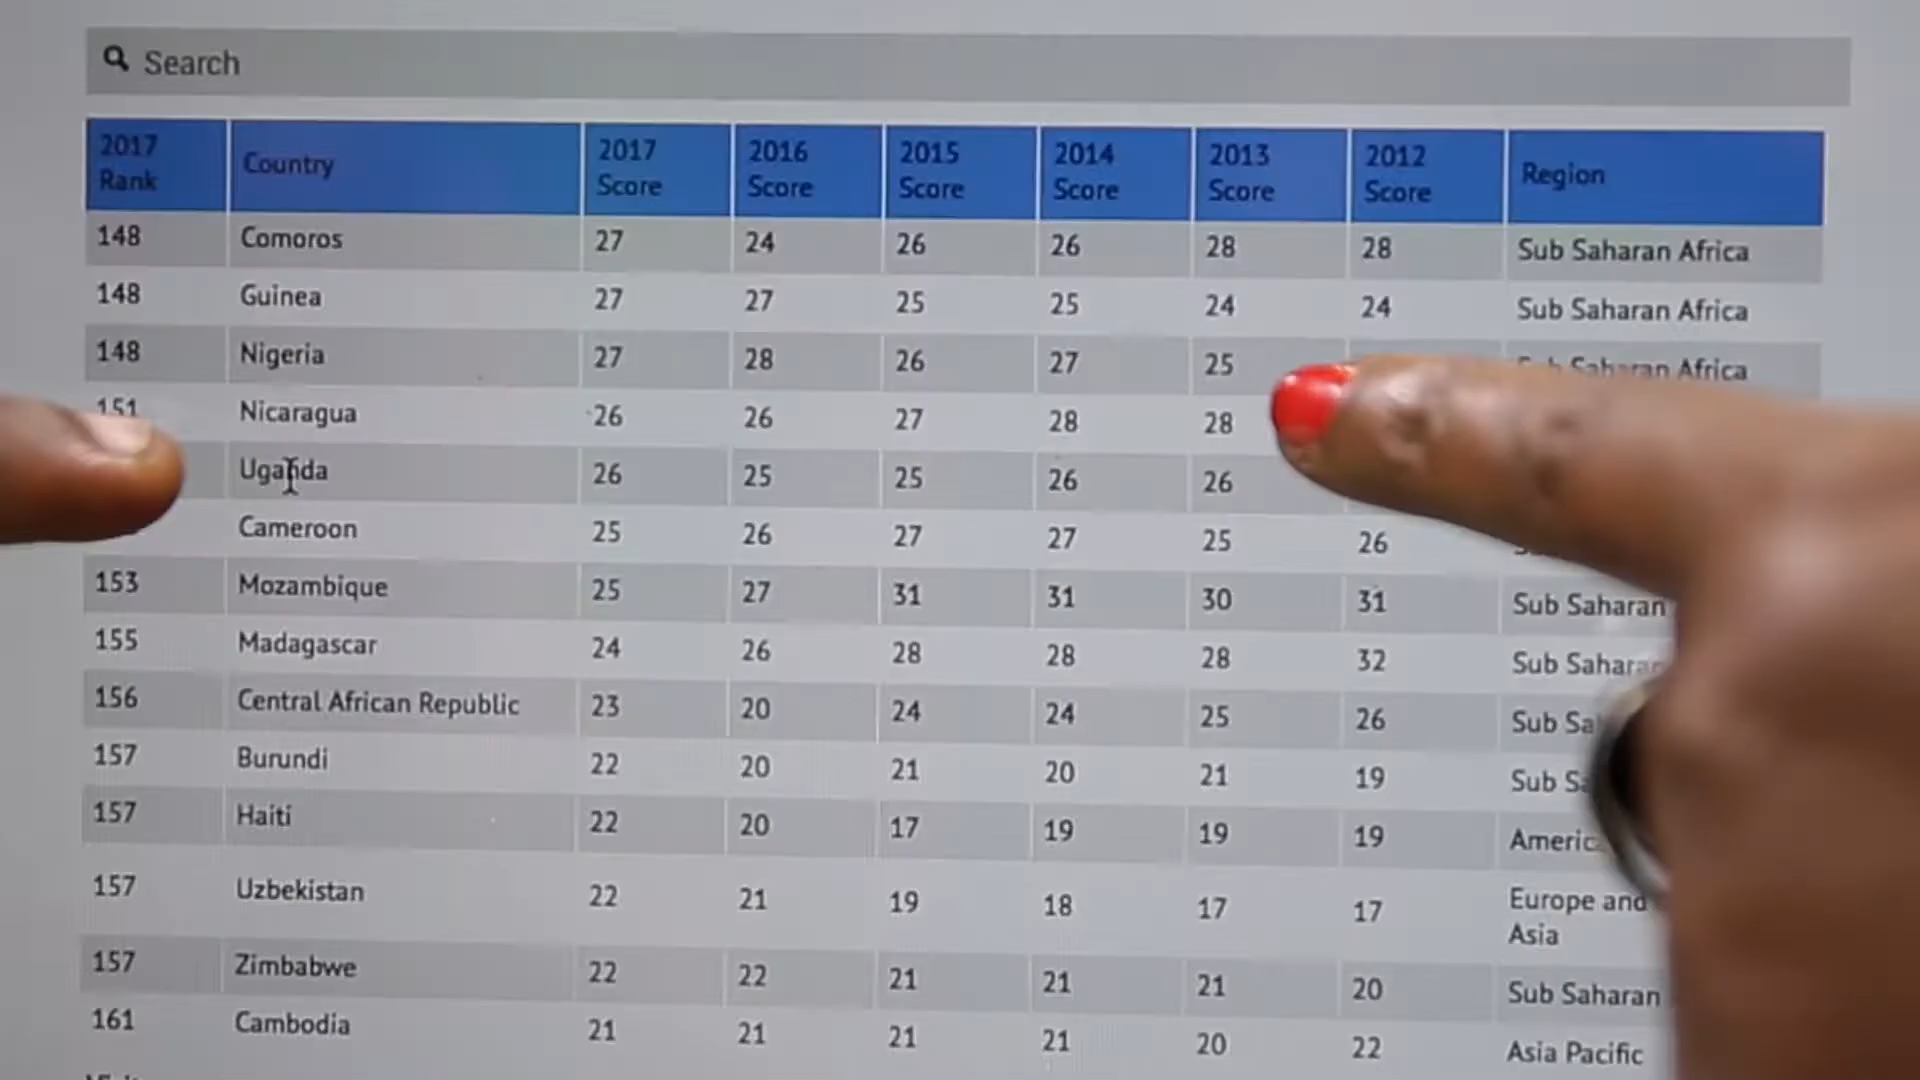 Search
2017 Rank Country 2017 Score 2016 Score 2015 Score 2014 Score 2013 Score 2012 Score Region
148 Comoros 27 24 26 26 28 28 Sub Saharan Africa
148 Guinea 27 27 25 25 24 24 Sub Saharan Africa
148 Nigeria 27 28 26 27 25 Sub Saharan Africa
151 Nicaragua 26 26 27 28 28
Uganda 26 25 25 26 26
Cameroon 25 26 27 27 25 26
153 Mozambique 25 27 31 31 30 31 Sub Saharan
155 Madagascar 24 26 28 28 28 32 Sub Saharan
156 Central African Republic 23 20 24 24 25 26 Sub
157 Burundi 22 20 21 20 21 19 Sub
157 Haiti 22 20 17 19 19 19
157 Uzbekistan 22 21 19 18 17 17 Europe and
Asia
157 Zimbabwe 22 22 21 21 21 20 Sub Saharan
161 Cambodia 21 21 21 21 20 22 Asia Pacific